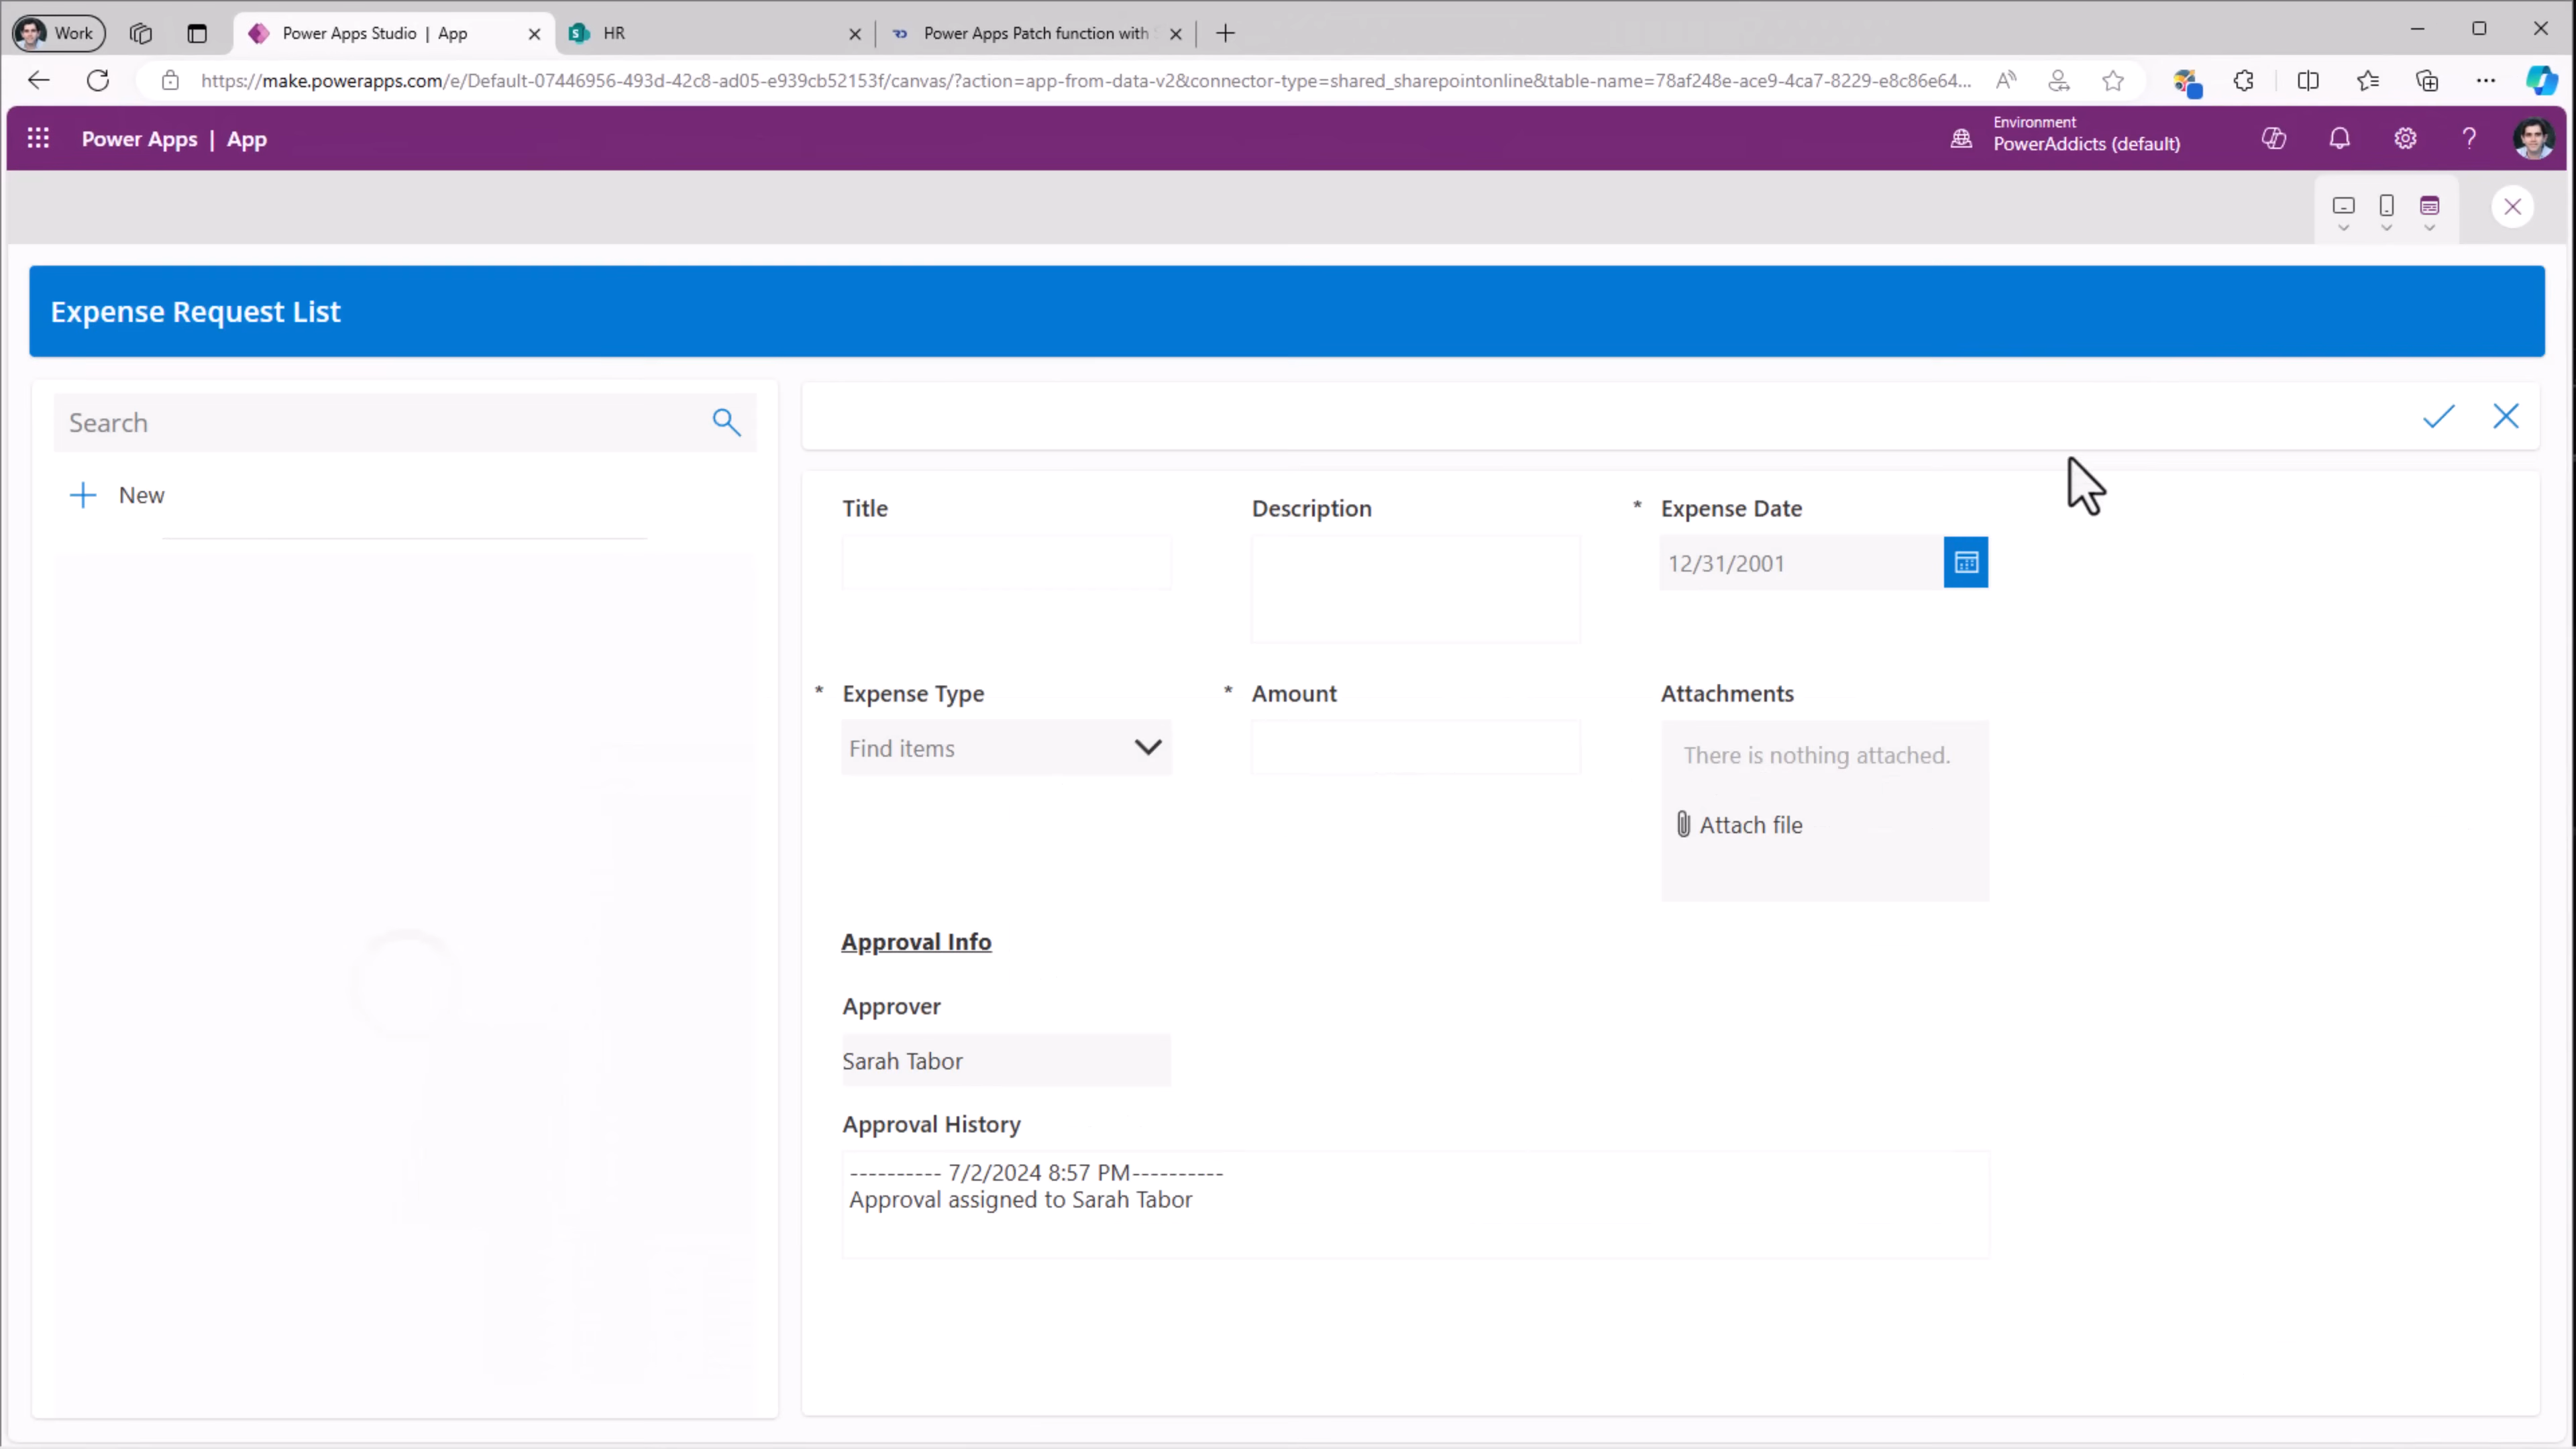 Work
Power Apps Studio | App
HR
Power Apps Patch function with
https://make.powerapps.com/e/Default-07446956-493d-42c8-ad05-e939cb52153f/canvas/?action=app-from-data-v2&connector-type=shared_sharepointonline&table-name=78af248e-ace9-4ca7-8229-e8c86e64...
Power Apps | App
Environment
PowerAddicts (default)
Expense Request List
Search
New
Title
Description
* Expense Date
12/31/2001
* Expense Type
* Amount
Attachments
Find items
There is nothing attached.
Attach file
Approval Info
Approver
Sarah Tabor
Approval History
---------- 7/2/2024 8:57 PM----------
Approval assigned to Sarah Tabor